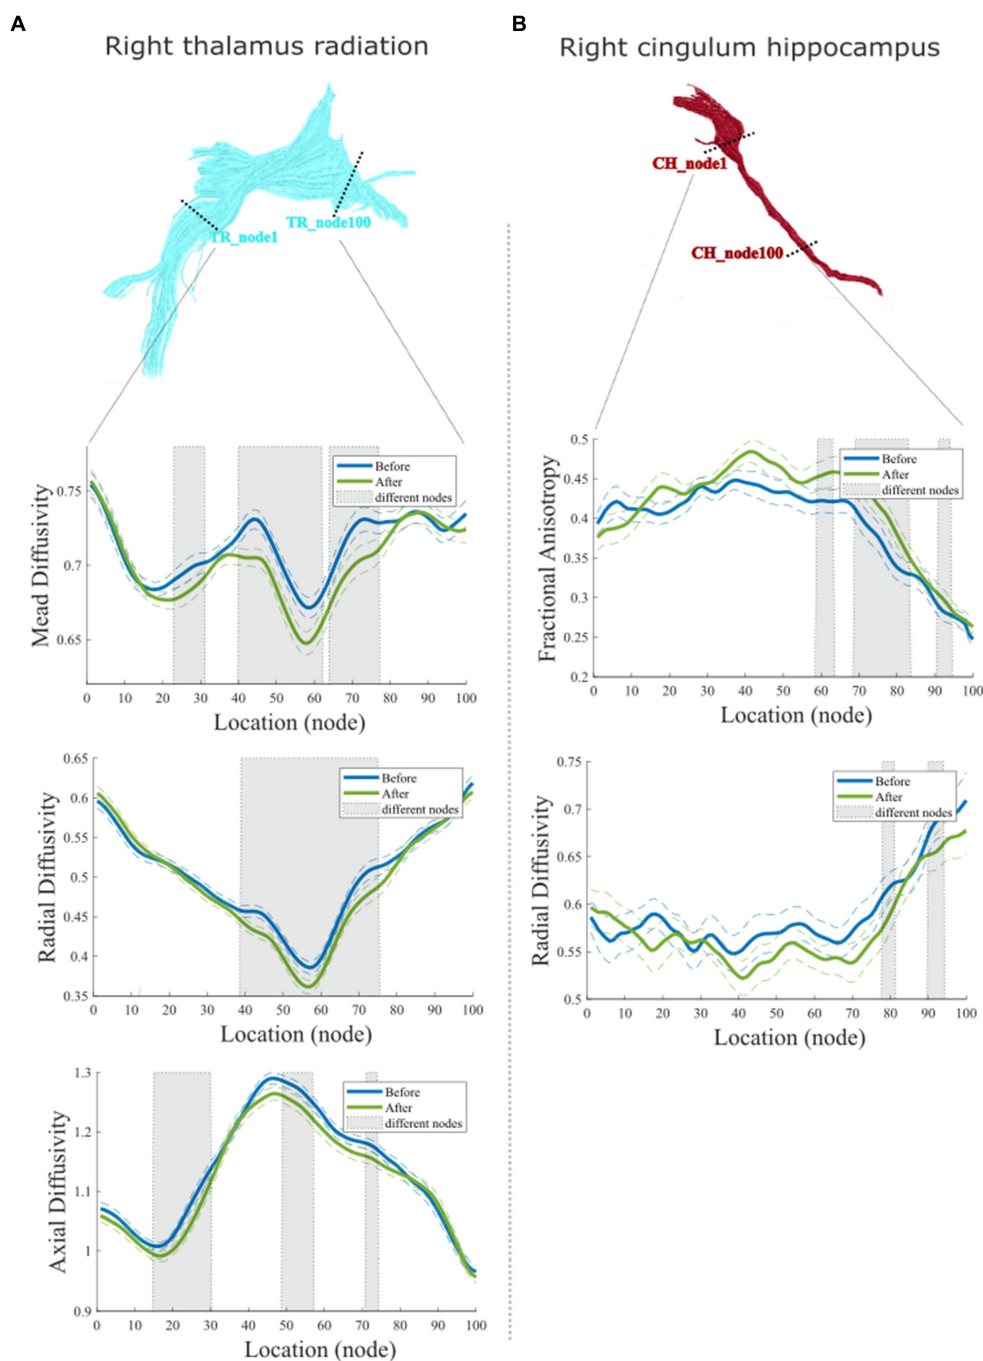 A
Right thalamus radiation
TR_node1
TR_node100
0.75
0.7
0.65
Mead Diffusivity
Before
After
different nodes
0 10 20 30 40 50 60 70 80 90 100
Location (node)
0.65
0.6
0.55
0.5
0.45
0.4
0.35
Radial Diffusivity
Before
After
different nodes
0 10 20 30 40 50 60 70 80 90 100
Location (node)
1.3
1.2
1.1
1
0.9
Axial Diffusivity
Before
After
different nodes
0 10 20 30 40 50 60 70 80 90 100
Location (node)
B
Right cingulum hippocampus
CH_node1
CH_node100
0.5
0.45
0.4
0.35
0.3
0.25
0.2
Fractional Anisotropy
Before
After
different nodes
0 10 20 30 40 50 60 70 80 90 100
Location (node)
0.75
0.7
0.65
0.6
0.55
0.5
Radial Diffusivity
Before
After
different nodes
0 10 20 30 40 50 60 70 80 90 100
Location (node)